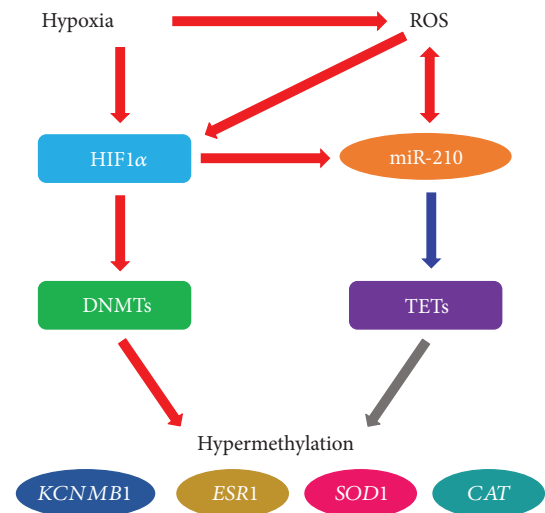 Hypoxia
ROS
HIF1α
miR-210
DNMTs
TETs
Hypermethylation
KCNMB1
ESR1
SOD1
CAT